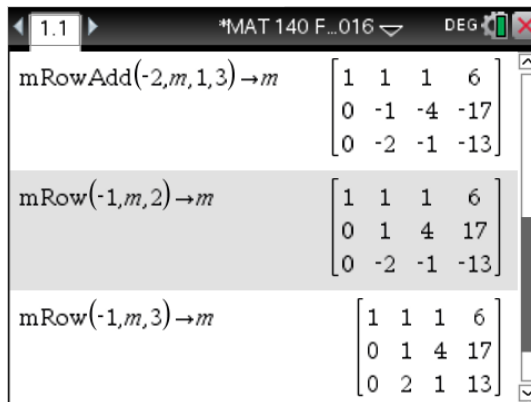 1.1 *MAT 140 F...016 DEG
mRowAdd(-2,m,1,3)→m
1 1 1 6
0 -1 -4 -17
0 -2 -1 -13
mRow(-1,m,2)→m
1 1 1 6
0 1 4 17
0 -2 -1 -13
mRow(-1,m,3)→m
1 1 1 6
0 1 4 17
0 2 1 13